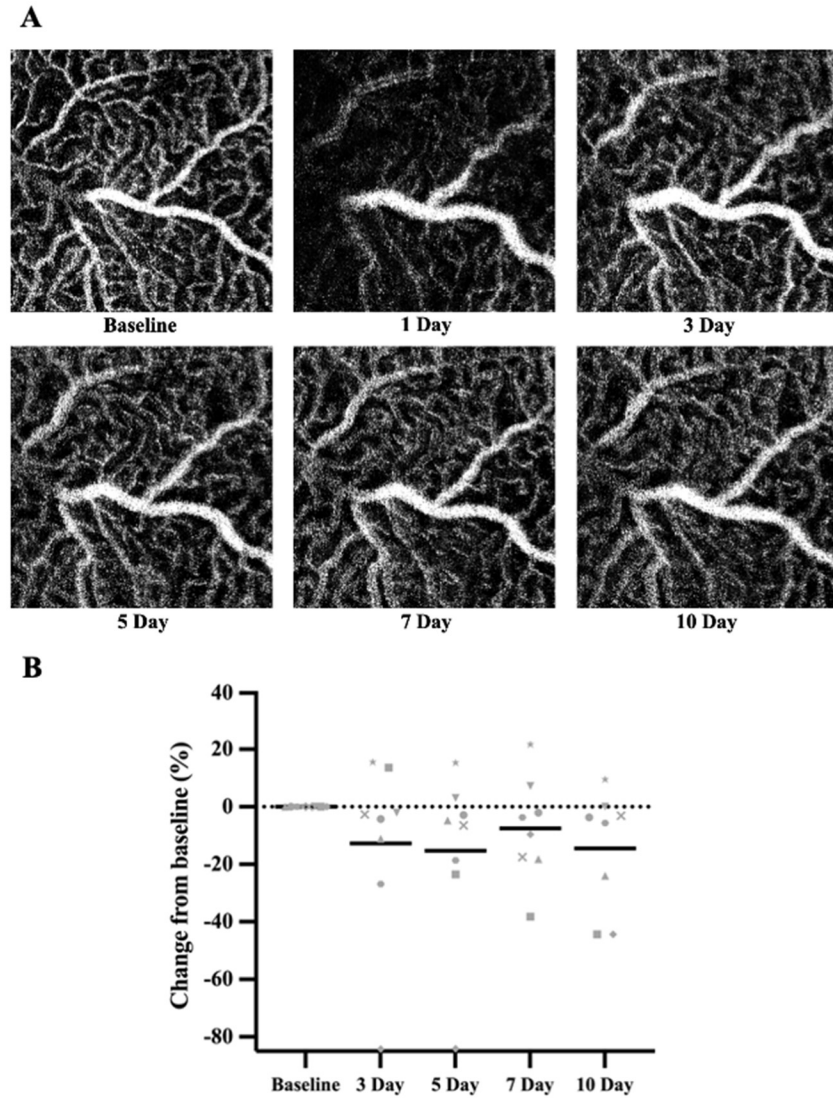 A
Baseline
1 Day
3 Day
5 Day
7 Day
10 Day
B
Change from baseline (%)
40
20
0
-20
-40
-60
-80
Baseline 3 Day 5 Day 7 Day 10 Day